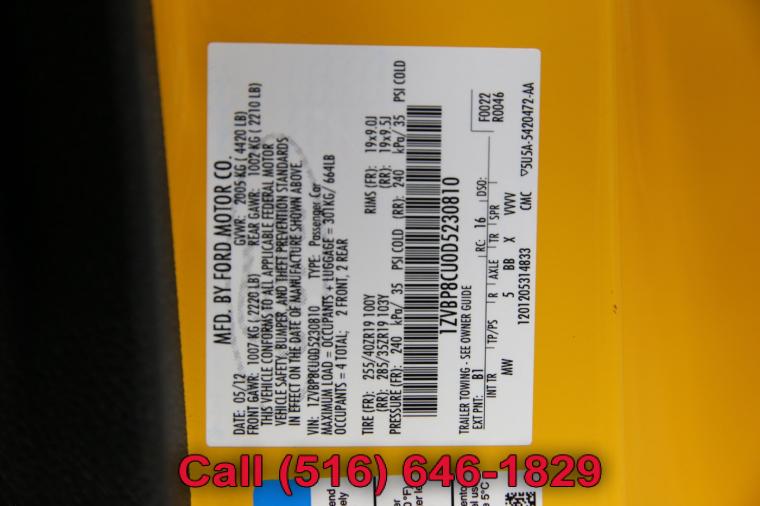 MFD. BY FORD MOTOR CO.
DATE: 05/12 GVWR: 2005 KG ( 4420 LB)
FRONT GAWR: 1007 KG ( 2220 LB) REAR GAWR: 1002 KG ( 2210 LB)
THIS VEHICLE CONFORMS TO ALL APPLICABLE FEDERAL MOTOR
VEHICLE SAFETY, BUMPER, AND THEFT PREVENTION STANDARDS
IN EFFECT ON THE DATE OF MANUFACTURE SHOWN ABOVE.
VIN: 1ZVBP8CU0D5230810 TYPE: Passenger Car
MAXIMUM LOAD = OCCUPANTS + LUGGAGE = 301KG/ 664LB
OCCUPANTS = 4 TOTAL; 2 FRONT, 2 REAR
TIRE (FR): 255/40ZR19 100Y RIMS (FR): 19x9.0J
(RR): 285/35ZR19 103Y (RR): 19x9.5J
PRESSURE (FR): 240 kPa/ 35 PSI COLD (RR): 240 kPa/ 35 PSI COLD
1ZVBP8CU0D5230810
TRAILER TOWING - SEE OWNER GUIDE
F0022
R0046
EXT PNT: B1 RC: 16 DSO:
INT TR TP/PS R AXLE TR SPR
MW 5 BB X VVVV
1201205314833 CMC ▽5U5A-5420472-AA
Call (516) 646-1829